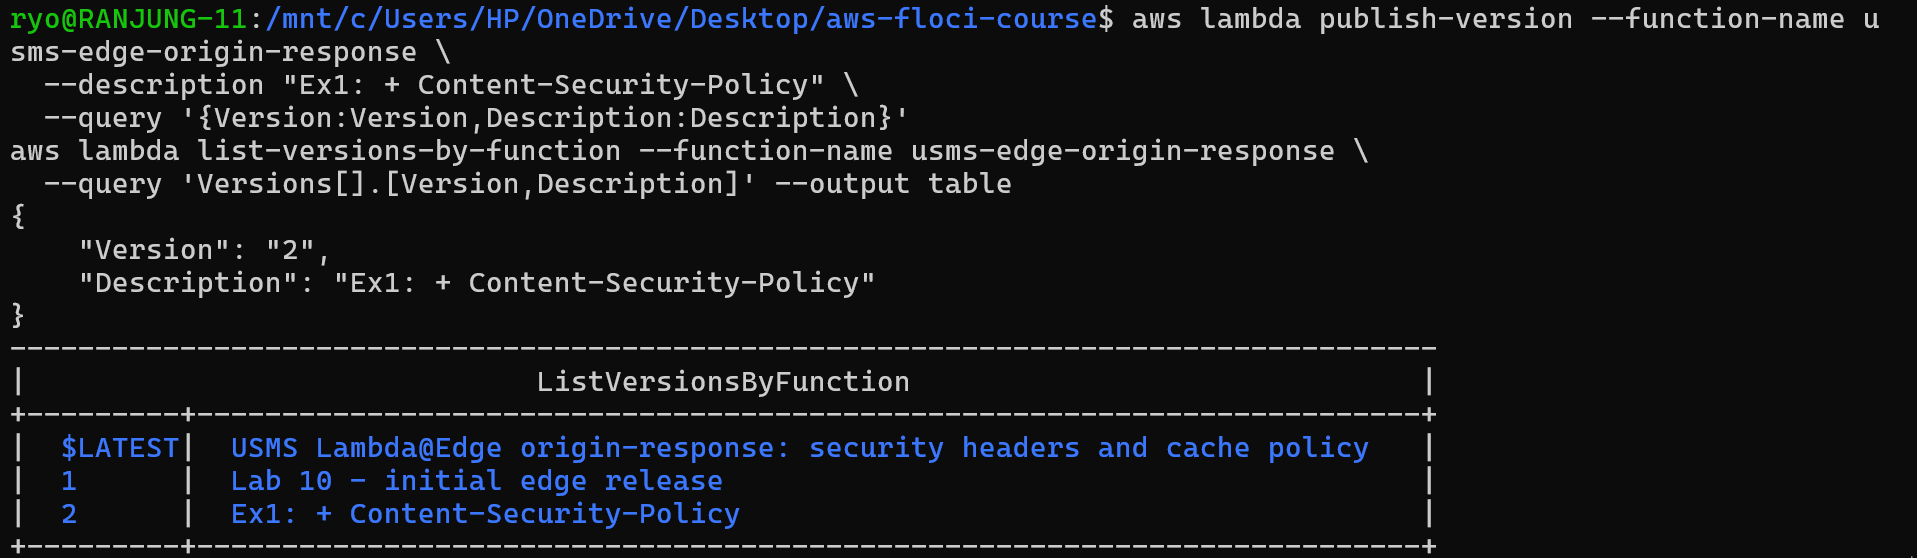 ryo@RANJUNG-11:/mnt/c/Users/HP/OneDrive/Desktop/aws-floci-course$ aws lambda publish-version --function-name u
sms-edge-origin-response \
  --description "Ex1: + Content-Security-Policy" \
  --query '{Version:Version,Description:Description}'
aws lambda list-versions-by-function --function-name usms-edge-origin-response \
  --query 'Versions[].[Version,Description]' --output table
{
    "Version": "2",
    "Description": "Ex1: + Content-Security-Policy"
}
------------------------------------------------------------------------------------
|                              ListVersionsByFunction                              |
+---------+------------------------------------------------------------------------+
|  $LATEST|  USMS Lambda@Edge origin-response: security headers and cache policy   |
|  1      |  Lab 10 - initial edge release                                         |
|  2      |  Ex1: + Content-Security-Policy                                        |
+---------+------------------------------------------------------------------------+